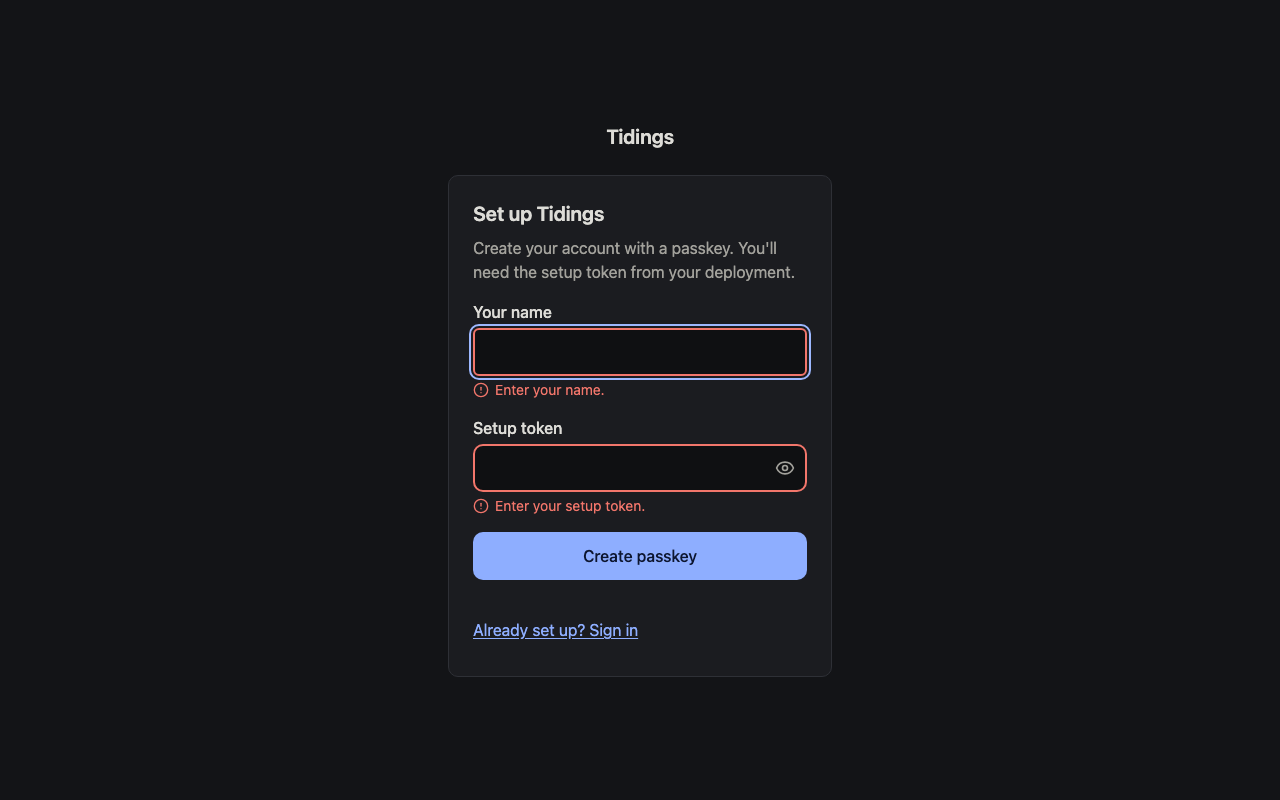 Tidings
Set up Tidings
Create your account with a passkey. You'll
need the setup token from your deployment.
Your name
Enter your name.
Setup token
Enter your setup token.
Create passkey
Already set up? Sign in